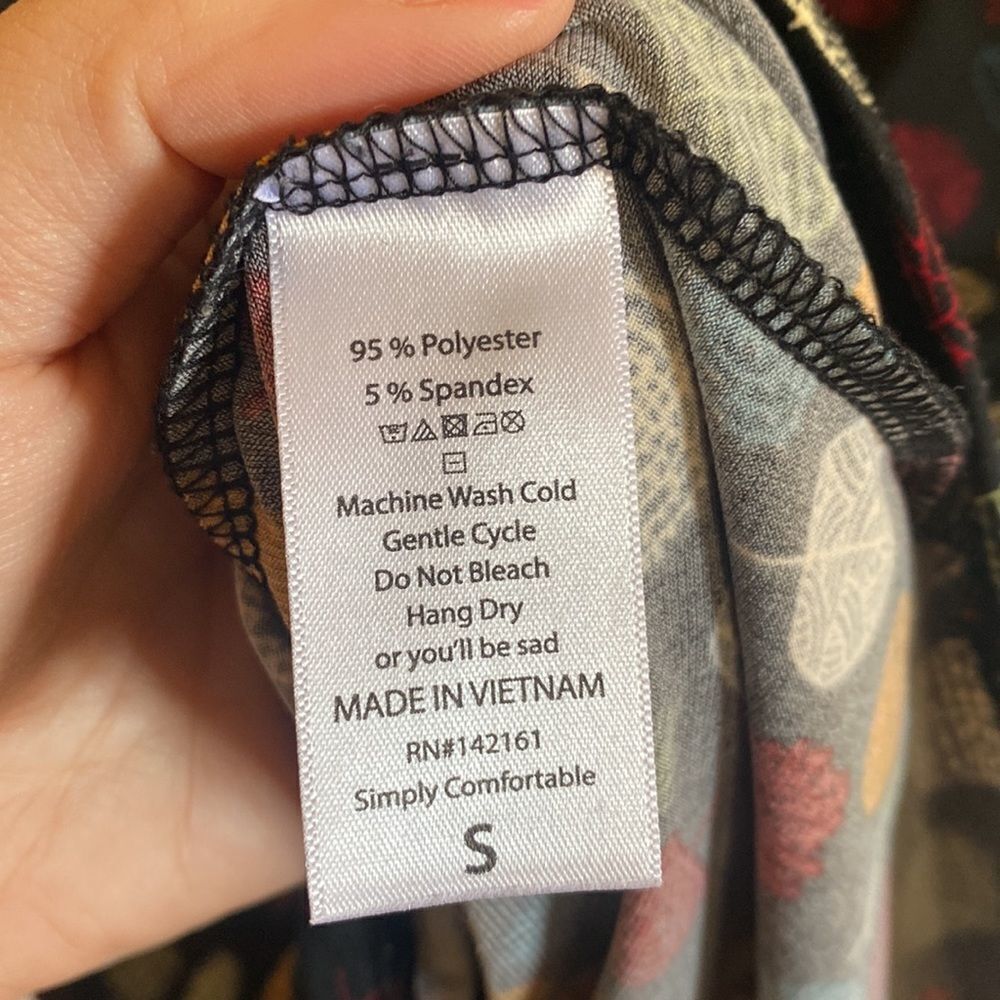 95 % Polyester
5 % Spandex
Machine Wash Cold
Gentle Cycle
Do Not Bleach
Hang Dry
or you'll be sad
MADE IN VIETNAM
RN#142161
Simply Comfortable
S